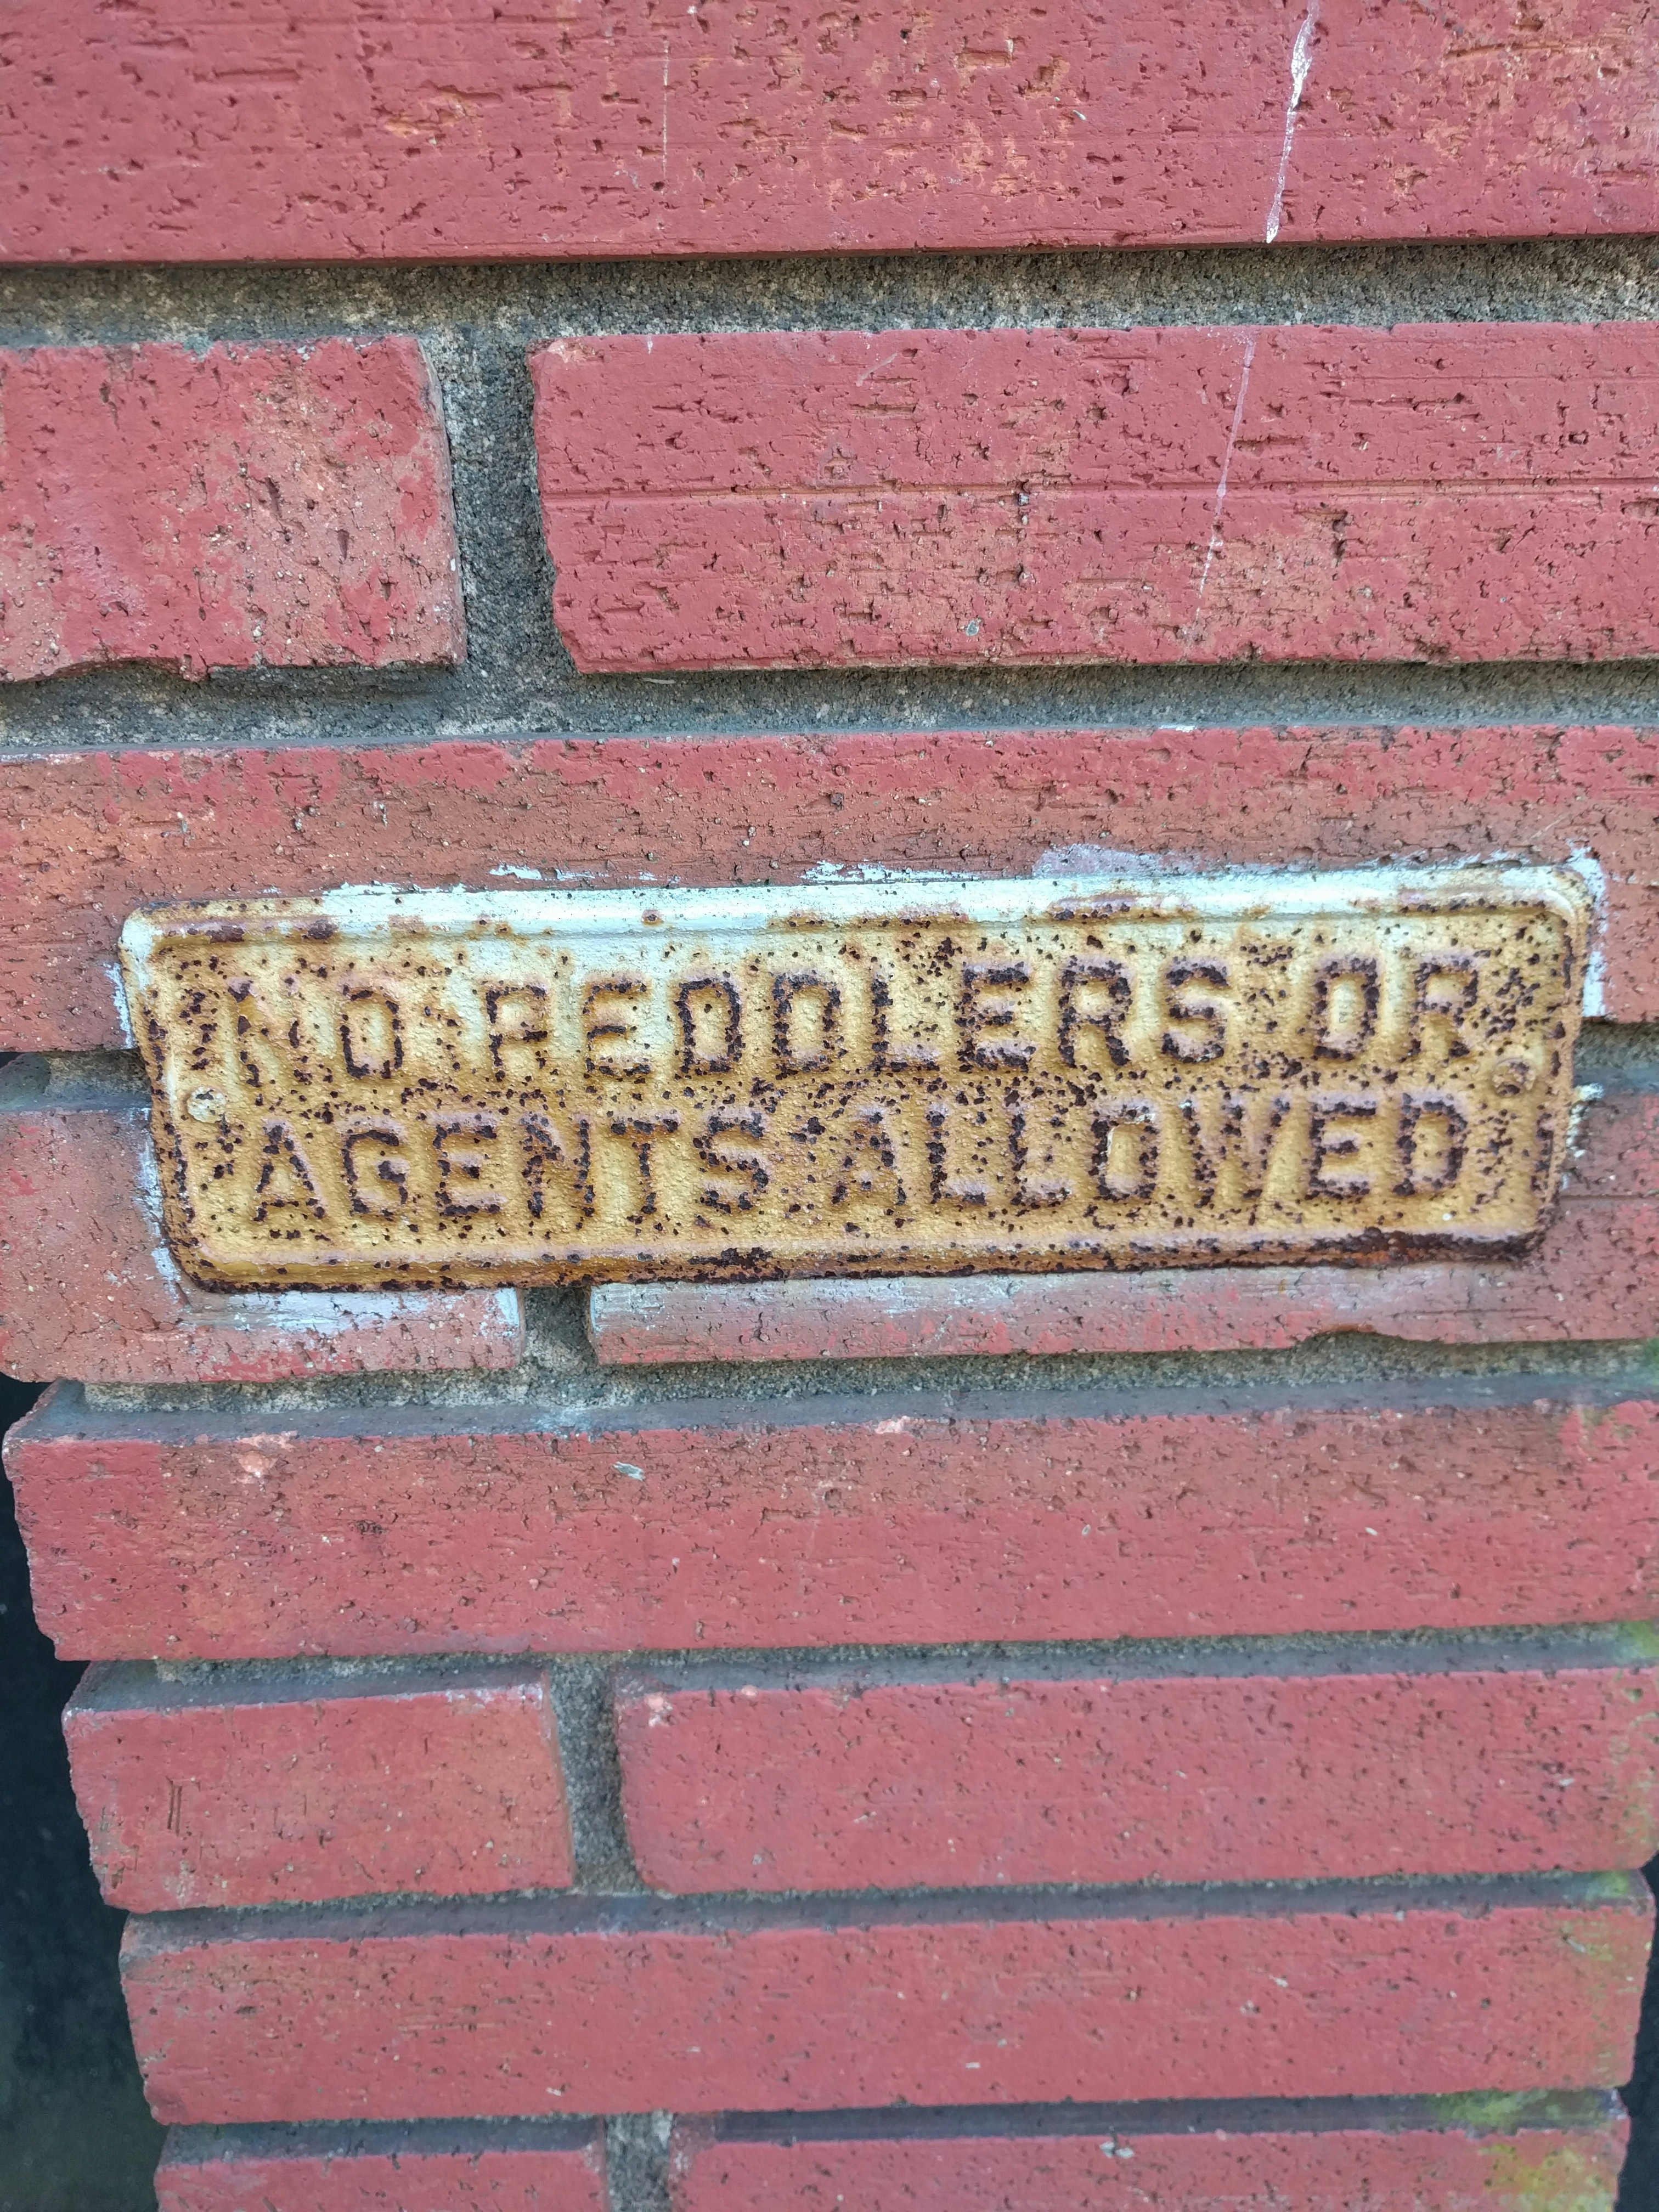 NO PEDDLERS OR
AGENTS ALLOWED